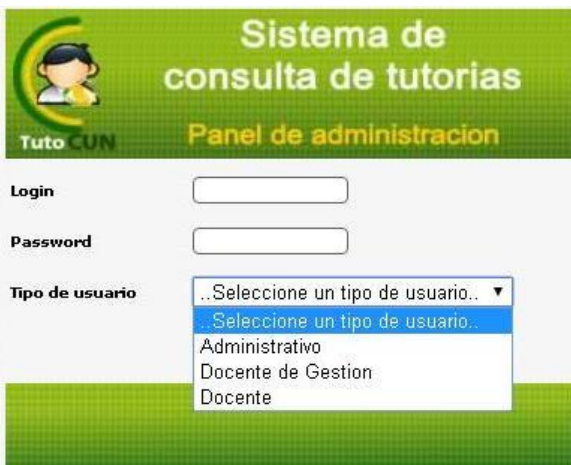 Sistema de
consulta de tutorias
Tuto CUN
Panel de administracion
Login
Password
Tipo de usuario
..Seleccione un tipo de usuario..
..Seleccione un tipo de usuario..
Administrativo
Docente de Gestion
Docente